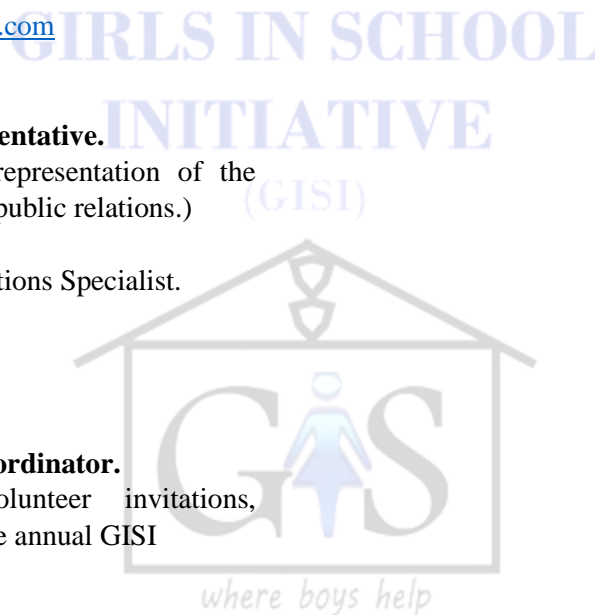 .com
GIRLS IN SCHOOL
INITIATIVE
(GISI)
entative.
representation of the
public relations.)
tions Specialist.
ordinator.
olunteer invitations,
e annual GISI
GIS
where boys help